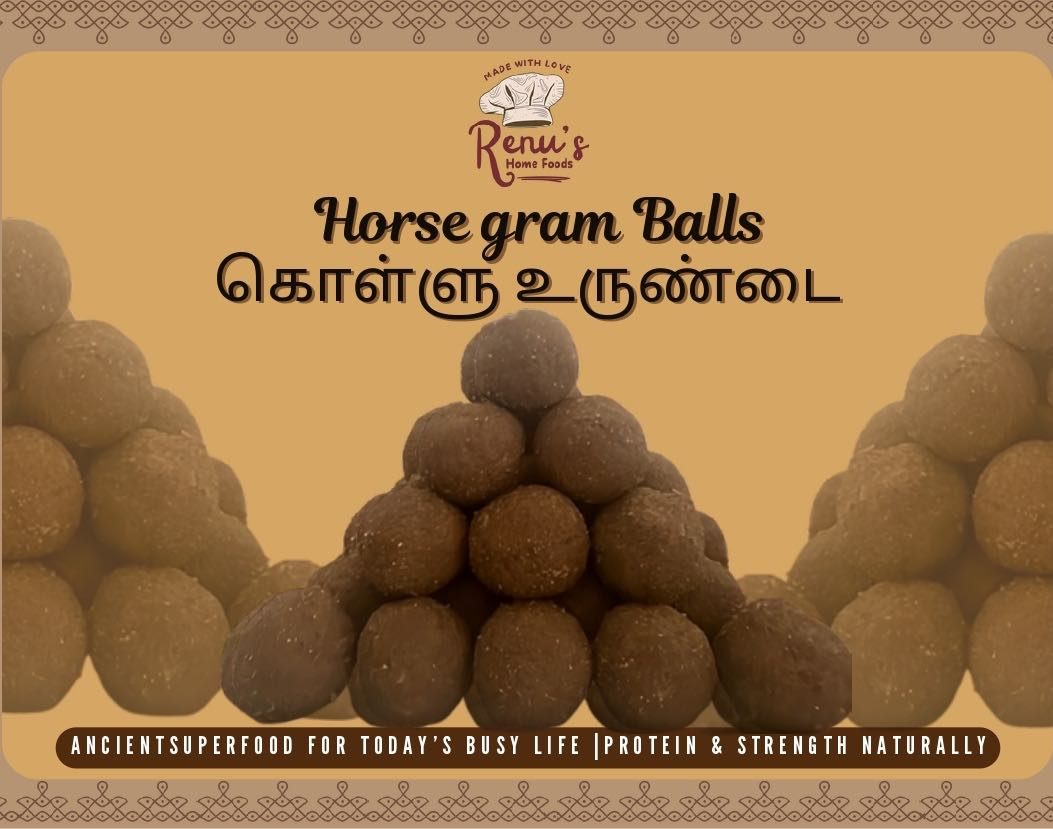 MADE WITH LOVE
Renu's
Home Foods
Horse gram Balls
கொள்ளு உருண்டை
ANCIENTSUPERFOOD FOR TODAY'S BUSY LIFE |PROTEIN & STRENGTH NATURALLY